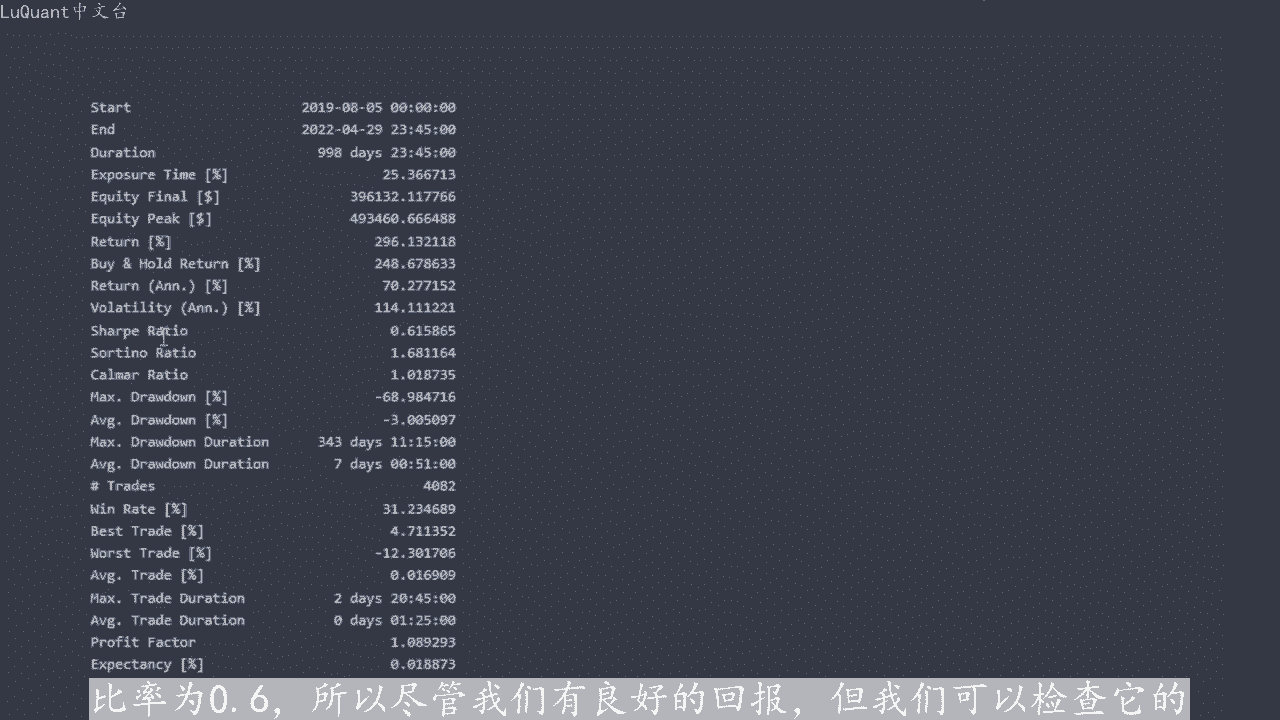 LuQuant中文台
Start 2019-08-05 00:00:00
End 2022-04-29 23:45:00
Duration 998 days 23:45:00
Exposure Time [%] 25.366713
Equity Final [$] 396132.117766
Equity Peak [$] 493460.666488
Return [%] 296.132118
Buy & Hold Return [%] 248.678633
Return (Ann.) [%] 70.277152
Volatility (Ann.) [%] 114.111221
Sharpe Ratio 0.615865
Sortino Ratio 1.681164
Calmar Ratio 1.018735
Max. Drawdown [%] -68.984716
Avg. Drawdown [%] -3.005097
Max. Drawdown Duration 343 days 11:15:00
Avg. Drawdown Duration 7 days 00:51:00
# Trades 4082
Win Rate [%] 31.234689
Best Trade [%] 4.711352
Worst Trade [%] -12.301706
Avg. Trade [%] 0.016909
Max. Trade Duration 2 days 20:45:00
Avg. Trade Duration 0 days 01:25:00
Profit Factor 1.089293
Expectancy [%] 0.018873
比率为0.6，所以尽管我们有良好的回报，但我们可以检查它的